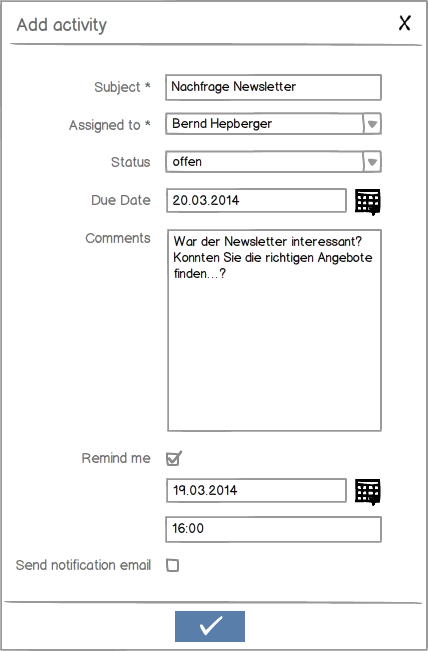 Add activity X
Subject * Nachfrage Newsletter
Assigned to * Bernd Hepberger
Status offen
Due Date 20.03.2014
Comments War der Newsletter interessant?
Konnten Sie die richtigen Angebote
finden...?
Remind me
19.03.2014
16:00
Send notification email